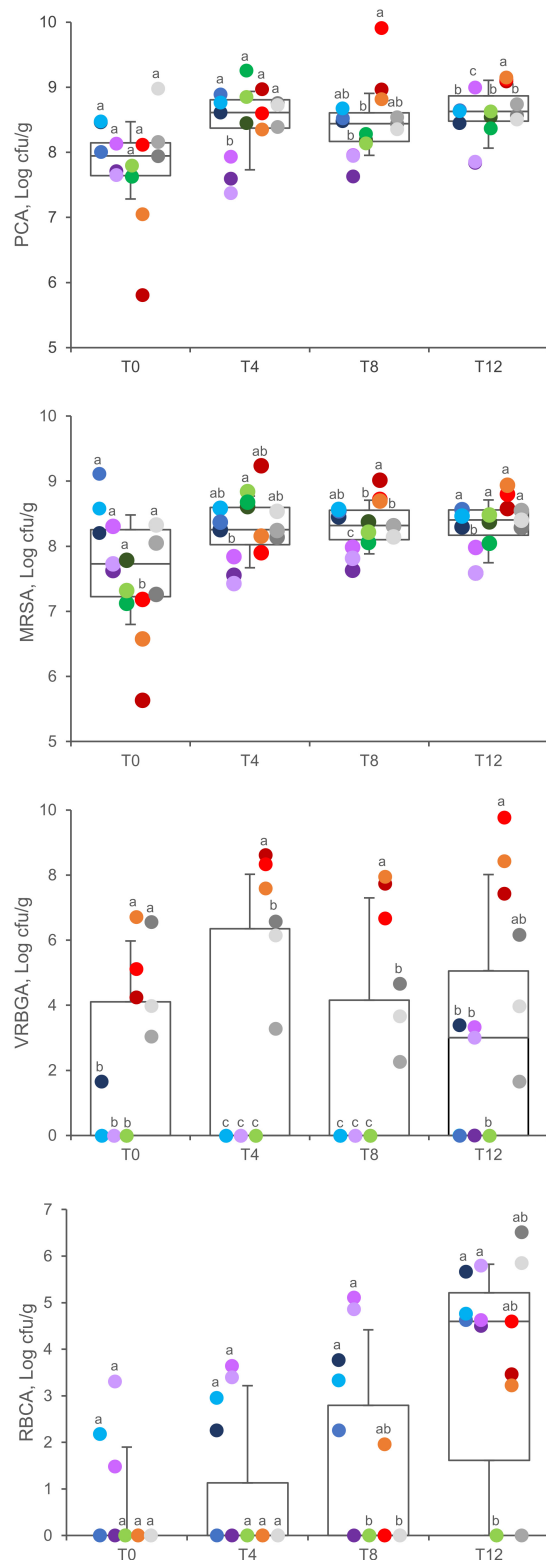 PCA, Log cfu/g
10
9
8
7
6
5
a a a a a
a b a a a
ab b b a ab
b c b a b
T0 T4 T8 T12
MRSA, Log cfu/g
10
9
8
7
6
5
a a a b a
ab b a ab ab
ab c b a b
a b a a a
T0 T4 T8 T12
VRBGA, Log cfu/g
10
8
6
4
2
0
b b b a a
c c c a b
c c c a b
b b b a ab
T0 T4 T8 T12
RBCA, Log cfu/g
7
6
5
4
3
2
1
0
a a a a a
a a a a a
a a b ab b
a a b ab ab
T0 T4 T8 T12